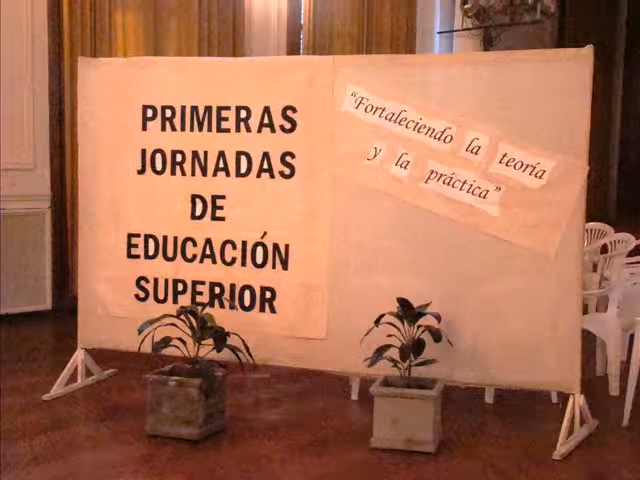 PRIMERAS
JORNADAS
DE
EDUCACIÓN
SUPERIOR
“Fortaleciendo la teoría
y la práctica”